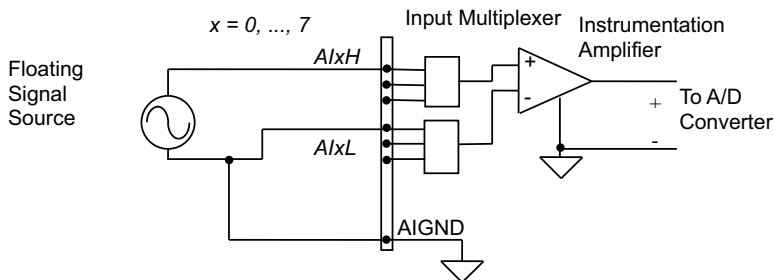 x = 0, ..., 7
Input Multiplexer
Instrumentation
Amplifier
Floating
Signal
Source
AIxH
AIxL
+
-
To A/D
Converter
+
-
AIGND